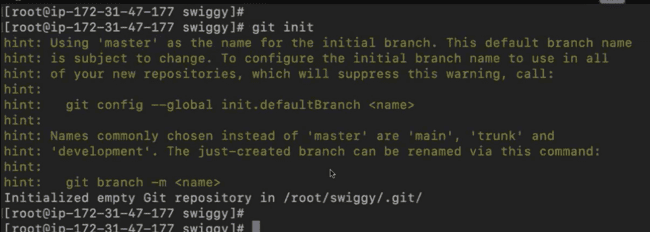 [root@ip-172-31-47-177 swiggy]#
[root@ip-172-31-47-177 swiggy]# git init
hint: Using 'master' as the name for the initial branch. This default branch name
hint: is subject to change. To configure the initial branch name to use in all
hint: of your new repositories, which will suppress this warning, call:
hint:
hint:   git config --global init.defaultBranch <name>
hint:
hint: Names commonly chosen instead of 'master' are 'main', 'trunk' and
hint: 'development'. The just-created branch can be renamed via this command:
hint:
hint:   git branch -m <name>
Initialized empty Git repository in /root/swiggy/.git/
[root@ip-172-31-47-177 swiggy]#
[root@ip-172-31-47-177 swiggy]#